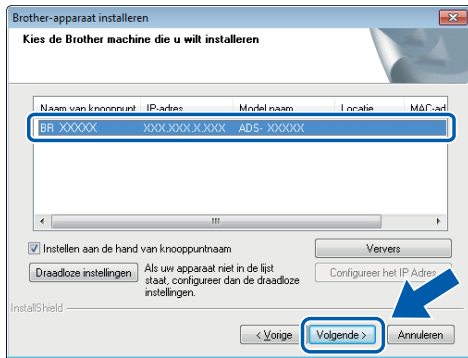 Brother-apparaat installeren
Kies de Brother machine die u wilt installeren
Naam van knooppunt IP-adres Model naam Locatie MAC-ad
BR XXXXX XXX.XXX.X.XXX ADS- XXXXXX
Instellen aan de hand van knooppuntnaam
Ververs
Draadloze instellingen
Als uw apparaat niet in de lijst
staat, configureer dan de draadloze
instellingen.
Configureer het IP Adres
InstallShield
< Vorige
Volgende >
Annuleren